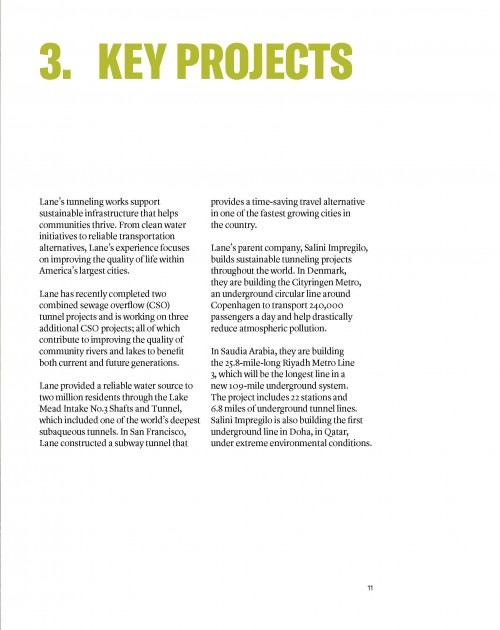 3. KEY PROJECTS
Lane's tunneling works support
sustainable infrastructure that helps
communities thrive. From clean water
initiatives to reliable transportation
alternatives, Lane's experience focuses
on improving the quality of life within
America's largest cities.
Lane has recently completed two
combined sewage overflow (CSO)
tunnel projects and is working on three
additional CSO projects; all of which
contribute to improving the quality of
community rivers and lakes to benefit
both current and future generations.
Lane provided a reliable water source to
two million residents through the Lake
Mead Intake No.3 Shafts and Tunnel,
which included one of the world's deepest
subaqueous tunnels. In San Francisco,
Lane constructed a subway tunnel that
provides a time-saving travel alternative
in one of the fastest growing cities in
the country.
Lane's parent company, Salini Impregilo,
builds sustainable tunneling projects
throughout the world. In Denmark,
they are building the Cityringen Metro,
an underground circular line around
Copenhagen to transport 240,000
passengers a day and help drastically
reduce atmospheric pollution.
In Saudia Arabia, they are building
the 25.8-mile-long Riyadh Metro Line
3, which will be the longest line in a
new 109-mile underground system.
The project includes 22 stations and
6.8 miles of underground tunnel lines.
Salini Impregilo is also building the first
underground line in Doha, in Qatar,
under extreme environmental conditions.
11